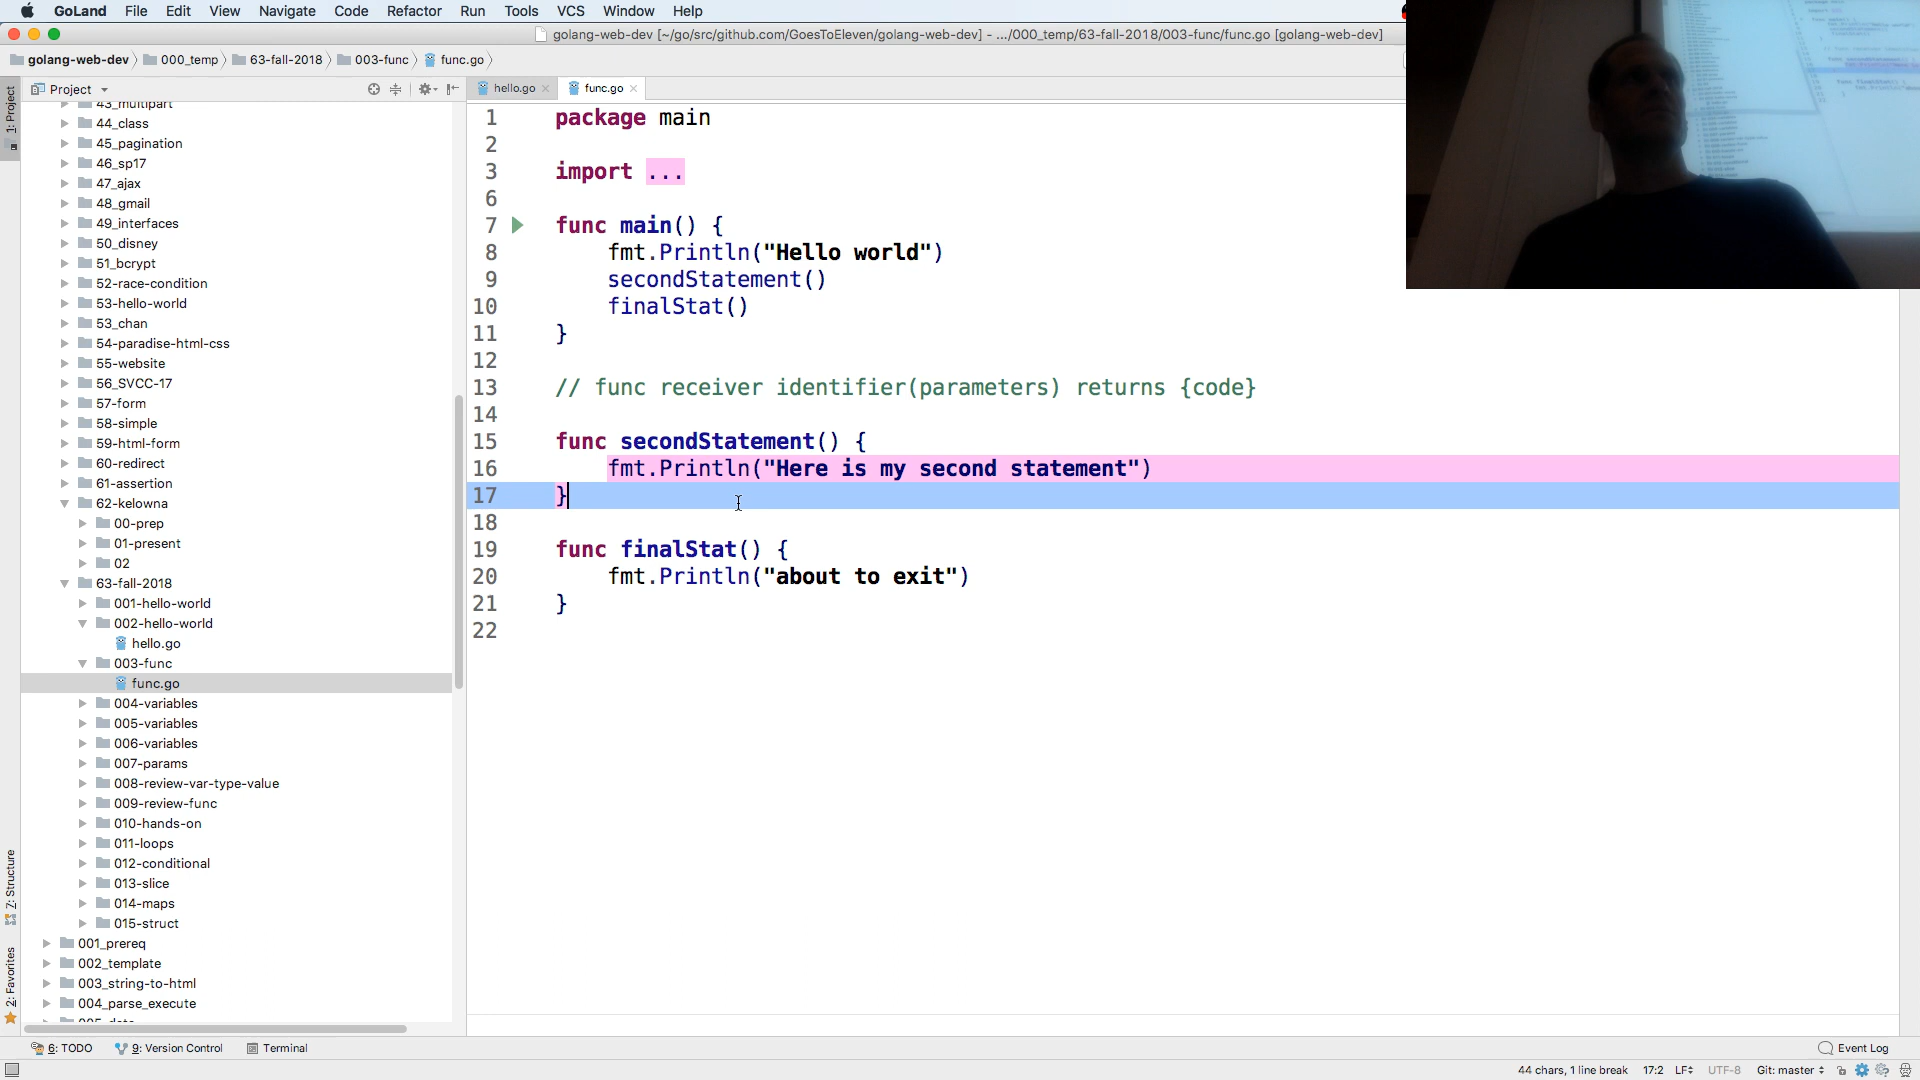 GoLand File Edit View Navigate Code Refactor Run Tools VCS Window Help
golang-web-dev [~/go/src/github.com/GoesToEleven/golang-web-dev] - .../000_temp/63-fall-2018/003-func/func.go [golang-web-dev]
golang-web-dev 000_temp 63-fall-2018 003-func func.go
Project
hello.go func.go
1: Project
43_multipart
44_class
45_pagination
46_sp17
47_ajax
48_gmail
49_interfaces
50_disney
51_bcrypt
52-race-condition
53-hello-world
53_chan
54-paradise-html-css
55-website
56_SVCC-17
57-form
58-simple
59-html-form
60-redirect
61-assertion
62-kelowna
00-prep
01-present
02
63-fall-2018
001-hello-world
002-hello-world
hello.go
003-func
func.go
004-variables
005-variables
006-variables
007-params
008-review-var-type-value
009-review-func
010-hands-on
011-loops
012-conditional
013-slice
014-maps
015-struct
001_prereq
002_template
003_string-to-html
004_parse_execute
Z: Structure
2: Favorites
1 package main
2
3 import ...
6
7 func main() {
8 fmt.Println("Hello world")
9 secondStatement()
10 finalStat()
11 }
12
13 // func receiver identifier(parameters) returns {code}
14
15 func secondStatement() {
16 fmt.Println("Here is my second statement")
17 }
18
19 func finalStat() {
20 fmt.Println("about to exit")
21 }
22
6: TODO 9: Version Control Terminal Event Log
44 chars, 1 line break 17:2 LF UTF-8 Git: master